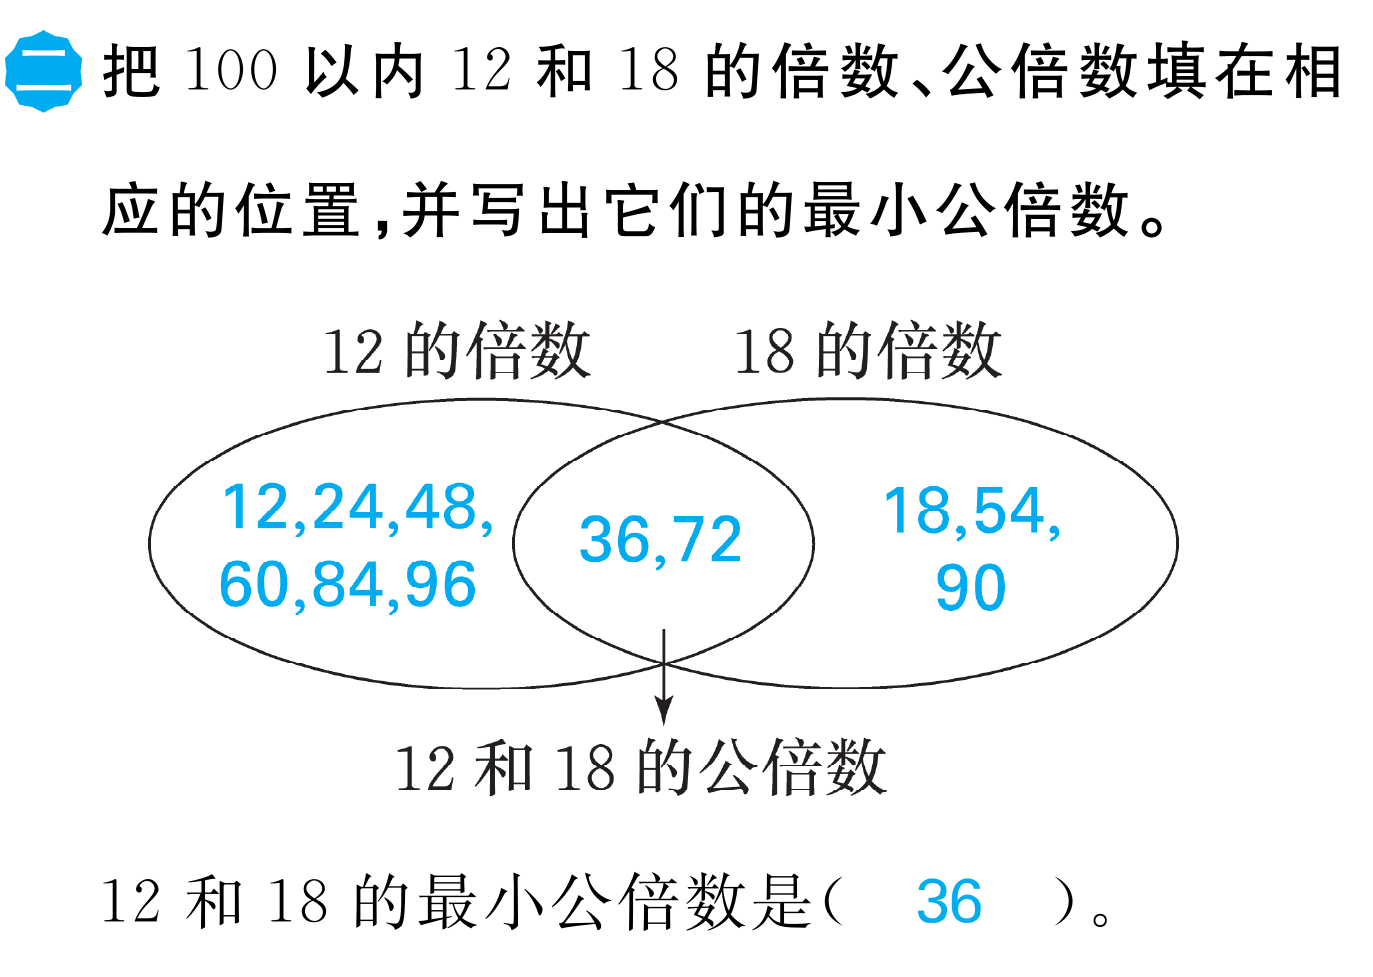 二 把 100 以内 12 和 18 的倍数、公倍数填在相
应的位置,并写出它们的最小公倍数。
12 的倍数 18 的倍数
12,24,48, 36,72 18,54,
60,84,96 90
12 和 18 的公倍数
12 和 18 的最小公倍数是( 36 )。